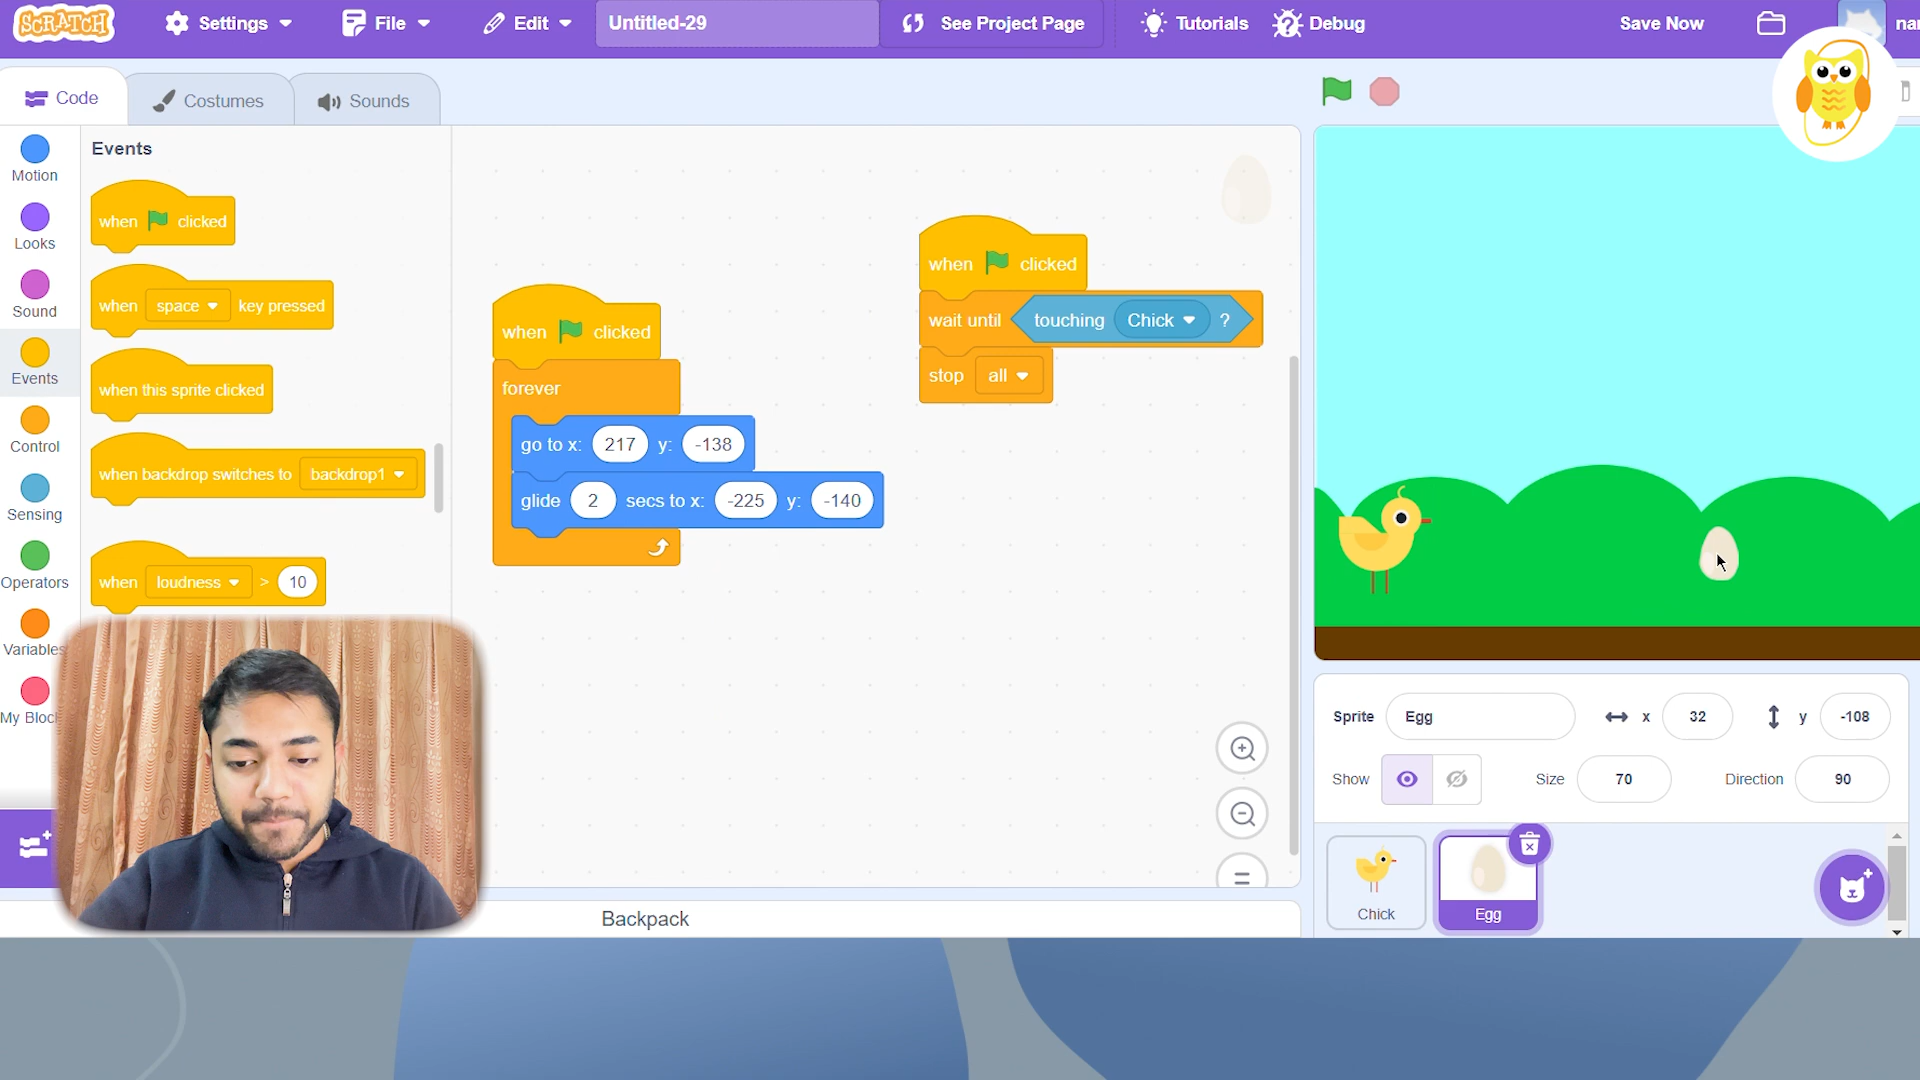 SCRATCH
Settings
File
Edit
Untitled-29
See Project Page
Tutorials
Debug
Save Now
Code
Costumes
Sounds
Motion
Looks
Sound
Events
Control
Sensing
Operators
Variables
Events
when clicked
when space key pressed
when this sprite clicked
when backdrop switches to backdrop1
when loudness > 10
when clicked
forever
go to x: 217 y: -138
glide 2 secs to x: -225 y: -140
when clicked
wait until touching Chick ?
stop all
Backpack
Sprite Egg x 32 y -108
Show Size 70 Direction 90
Chick
Egg